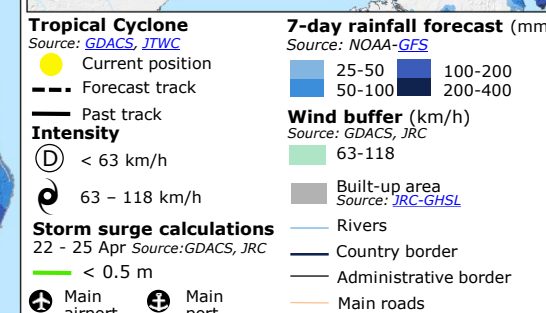 Tropical Cyclone
Source: GDACS, JTWC
Current position
Forecast track
Past track
Intensity
D < 63 km/h
63 – 118 km/h
Storm surge calculations
22 - 25 Apr Source:GDACS, JRC
< 0.5 m
Main airport
Main port
7-day rainfall forecast (mm
Source: NOAA-GFS
25-50
100-200
50-100
200-400
Wind buffer (km/h)
Source: GDACS, JRC
63-118
Built-up area
Source: JRC-GHSL
Rivers
Country border
Administrative border
Main roads